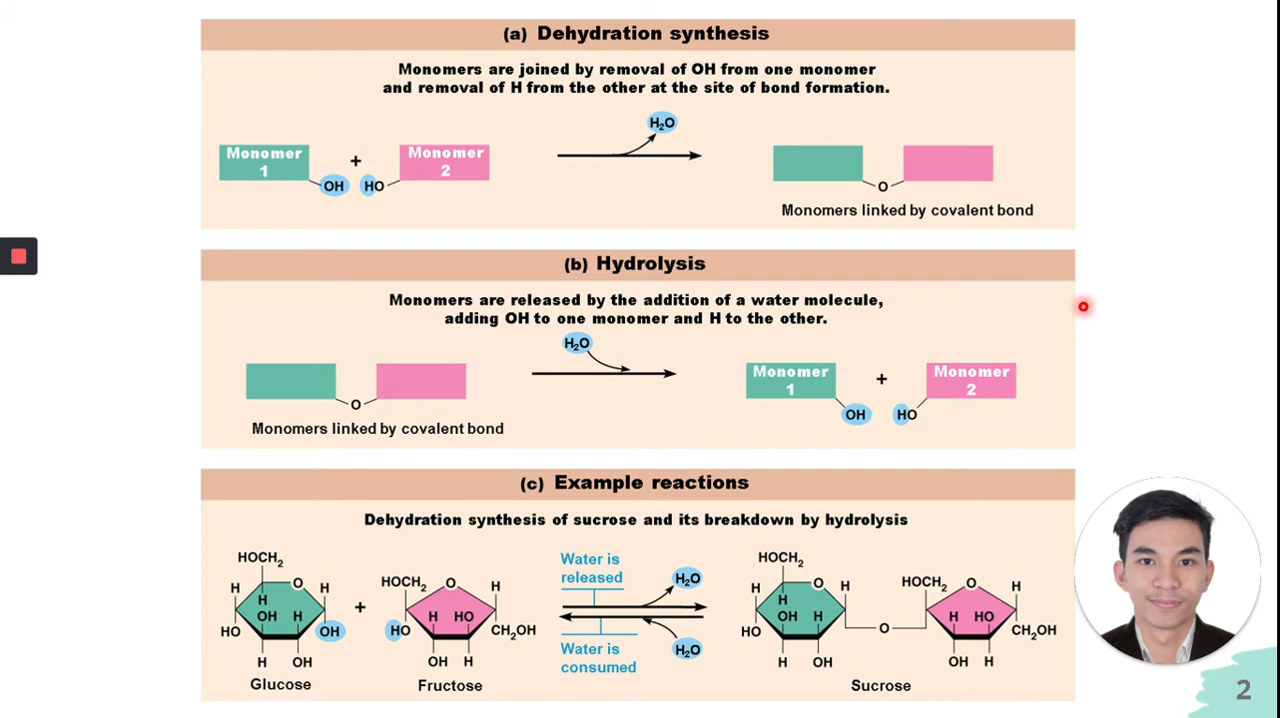 (a) Dehydration synthesis
Monomers are joined by removal of OH from one monomer
and removal of H from the other at the site of bond formation.
Monomer
1
OH
+
HO
Monomer
2
H₂O
O
Monomers linked by covalent bond
(b) Hydrolysis
Monomers are released by the addition of a water molecule,
adding OH to one monomer and H to the other.
O
Monomers linked by covalent bond
H₂O
Monomer
1
OH
+
HO
Monomer
2
(c) Example reactions
Dehydration synthesis of sucrose and its breakdown by hydrolysis
HOCH₂
H O H
H
OH H
HO OH
H OH
Glucose
+
HOCH₂ O H
H HO
HO CH₂OH
OH H
Fructose
Water is
released
H₂O
Water is
consumed
H₂O
HOCH₂
H O H
H
OH H
HO
H OH
O
HOCH₂ O H
H HO
CH₂OH
OH H
Sucrose
2